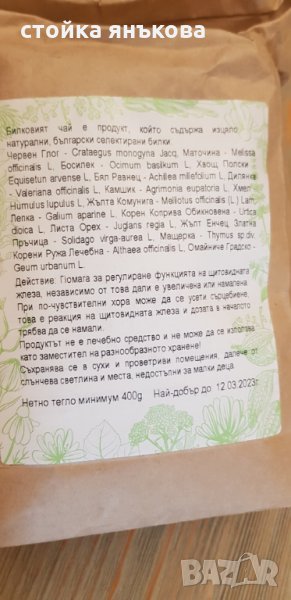 стойка янъкова
Билковият чай е продукт, който съдържа изцяло
натурални, български селектирани билки.
Червен Глог - Crataegus monogyna Jacq, Маточина - Melissa
officinalis L, Босилек - Ocimum basilkum L, Хвощ Полски -
Equisetum arvense L, Бял Равнец - Achillea millefolium L, Дилянка
- Valeriana officinalis L, Камшик - Agrimonia eupatoria L, Хмел
Humulus lupulus L, Жълта Комунига - Meliiotus officinalis (L.) Lam,
Лепка - Galium aparine L, Корен Коприва Обикновена - Urtica
dioica L, Листа Орех - Juglans regia L, Жълт Енчец, Златна
Пръчица - Solidago virga-aurea L, Мащерка - Thymus sp.div.
Корени Ружа Лечебна - Althaea officinalis L, Омайниче Градско -
Geum urbanum L.
Действие: Помага за регулиране функцията на щитовидната
жлеза, независимо от това дали е увеличена или намалена.
При по-чувствителни хора може да се усети сърцебиене,
това е реакция на щитовидната жлеза и дозата в началото
трябва да се намали.
Продуктът не е лечебно средство и не може да се използва
като заместител на разнообразното хранене!
Съхранява се в сухи и проветриви помещения, далече от
слънчева светлина и места, недостъпни за малки деца.
Нетно тегло минимум 400g Най-добър до: 12.03.2023г.
BAZAR